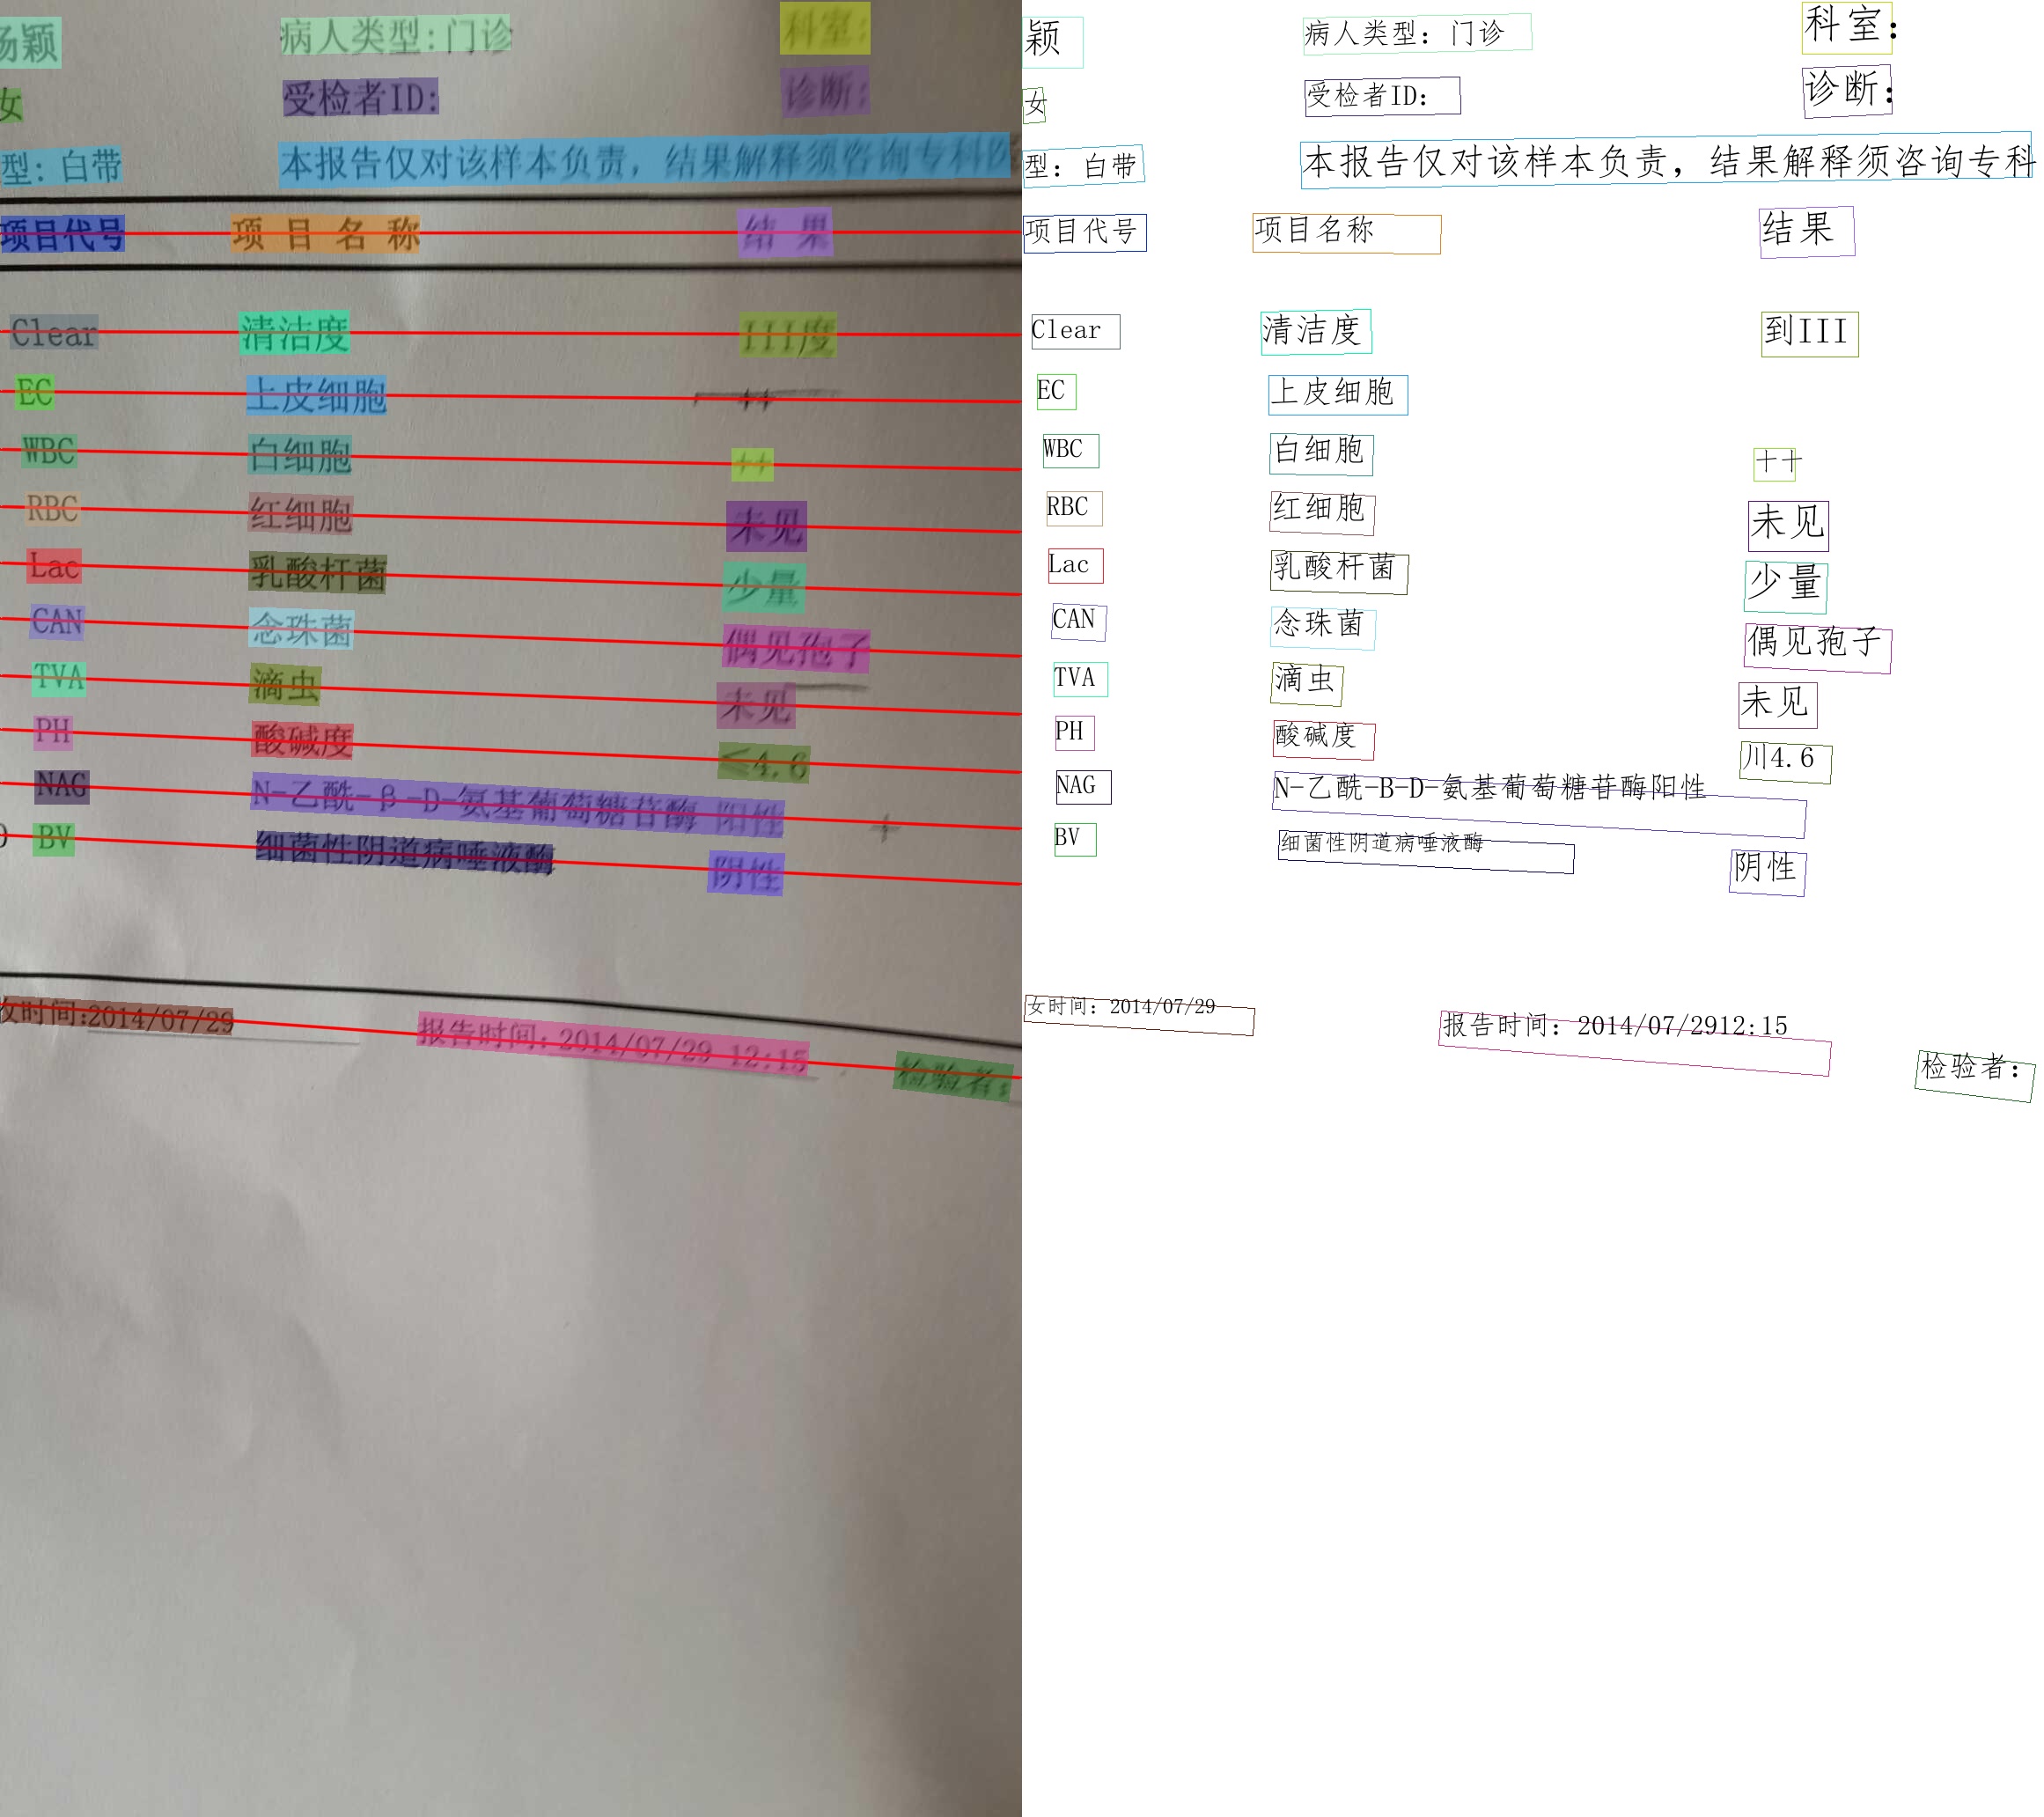 杨颖 病人类型:门诊 科室:
女 受检者ID: 诊断:
型: 白带 本报告仅对该样本负责，结果解释须咨询专科医
项目代号 项 目 名 称 结 果
Clear 清洁度 III度
EC 上皮细胞 ++
WBC 白细胞 ++
RBC 红细胞 未见
Lac 乳酸杆菌 少量
CAN 念珠菌 偶见孢子
TVA 滴虫 未见
PH 酸碱度 ≤4.6
NAG N-乙酰-β-D-氨基葡萄糖苷酶 阳性 +
BV 细菌性阴道病唾液酶 阴性
时间:2014/07/29 报告时间: 2014/07/29 12:15 检验者:
颖 病人类型: 门诊 科室:
女 受检者ID: 诊断:
型: 白带 本报告仅对该样本负责，结果解释须咨询专科
项目代号 项目名称 结果
Clear 清洁度 到III
EC 上皮细胞
WBC 白细胞 十十
RBC 红细胞 未见
Lac 乳酸杆菌 少量
CAN 念珠菌 偶见孢子
TVA 滴虫 未见
PH 酸碱度 川4.6
NAG N-乙酰-B-D-氨基葡萄糖苷酶阳性
BV 细菌性阴道病唾液酶 阴性
女时间: 2014/07/29 报告时间: 2014/07/2912:15 检验者: